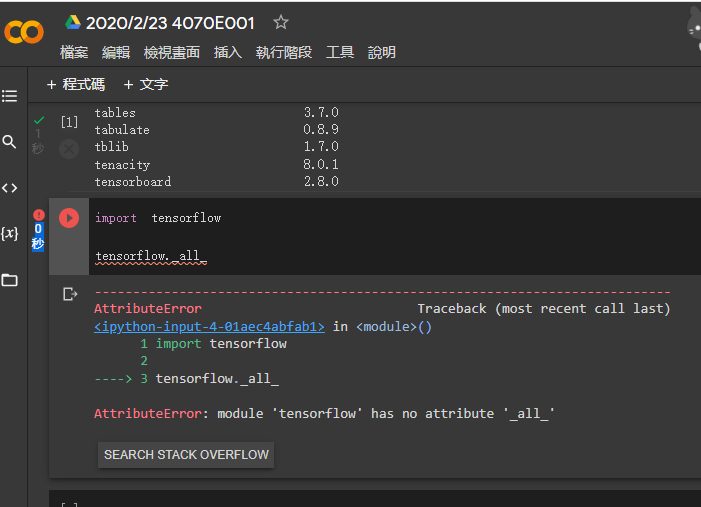 2020/2/23 4070E001
檔案 編輯 檢視畫面 插入 執行階段 工具 說明
+ 程式碼 + 文字
[1]
1
秒
tables 3.7.0
tabulate 0.8.9
tblib 1.7.0
tenacity 8.0.1
tensorboard 2.8.0
0
秒
import tensorflow
tensorflow._all_
---------------------------------------------------------------------------
AttributeError Traceback (most recent call last)
<ipython-input-4-01aec4abfab1> in <module>()
1 import tensorflow
2
----> 3 tensorflow._all_
AttributeError: module 'tensorflow' has no attribute '_all_'
SEARCH STACK OVERFLOW